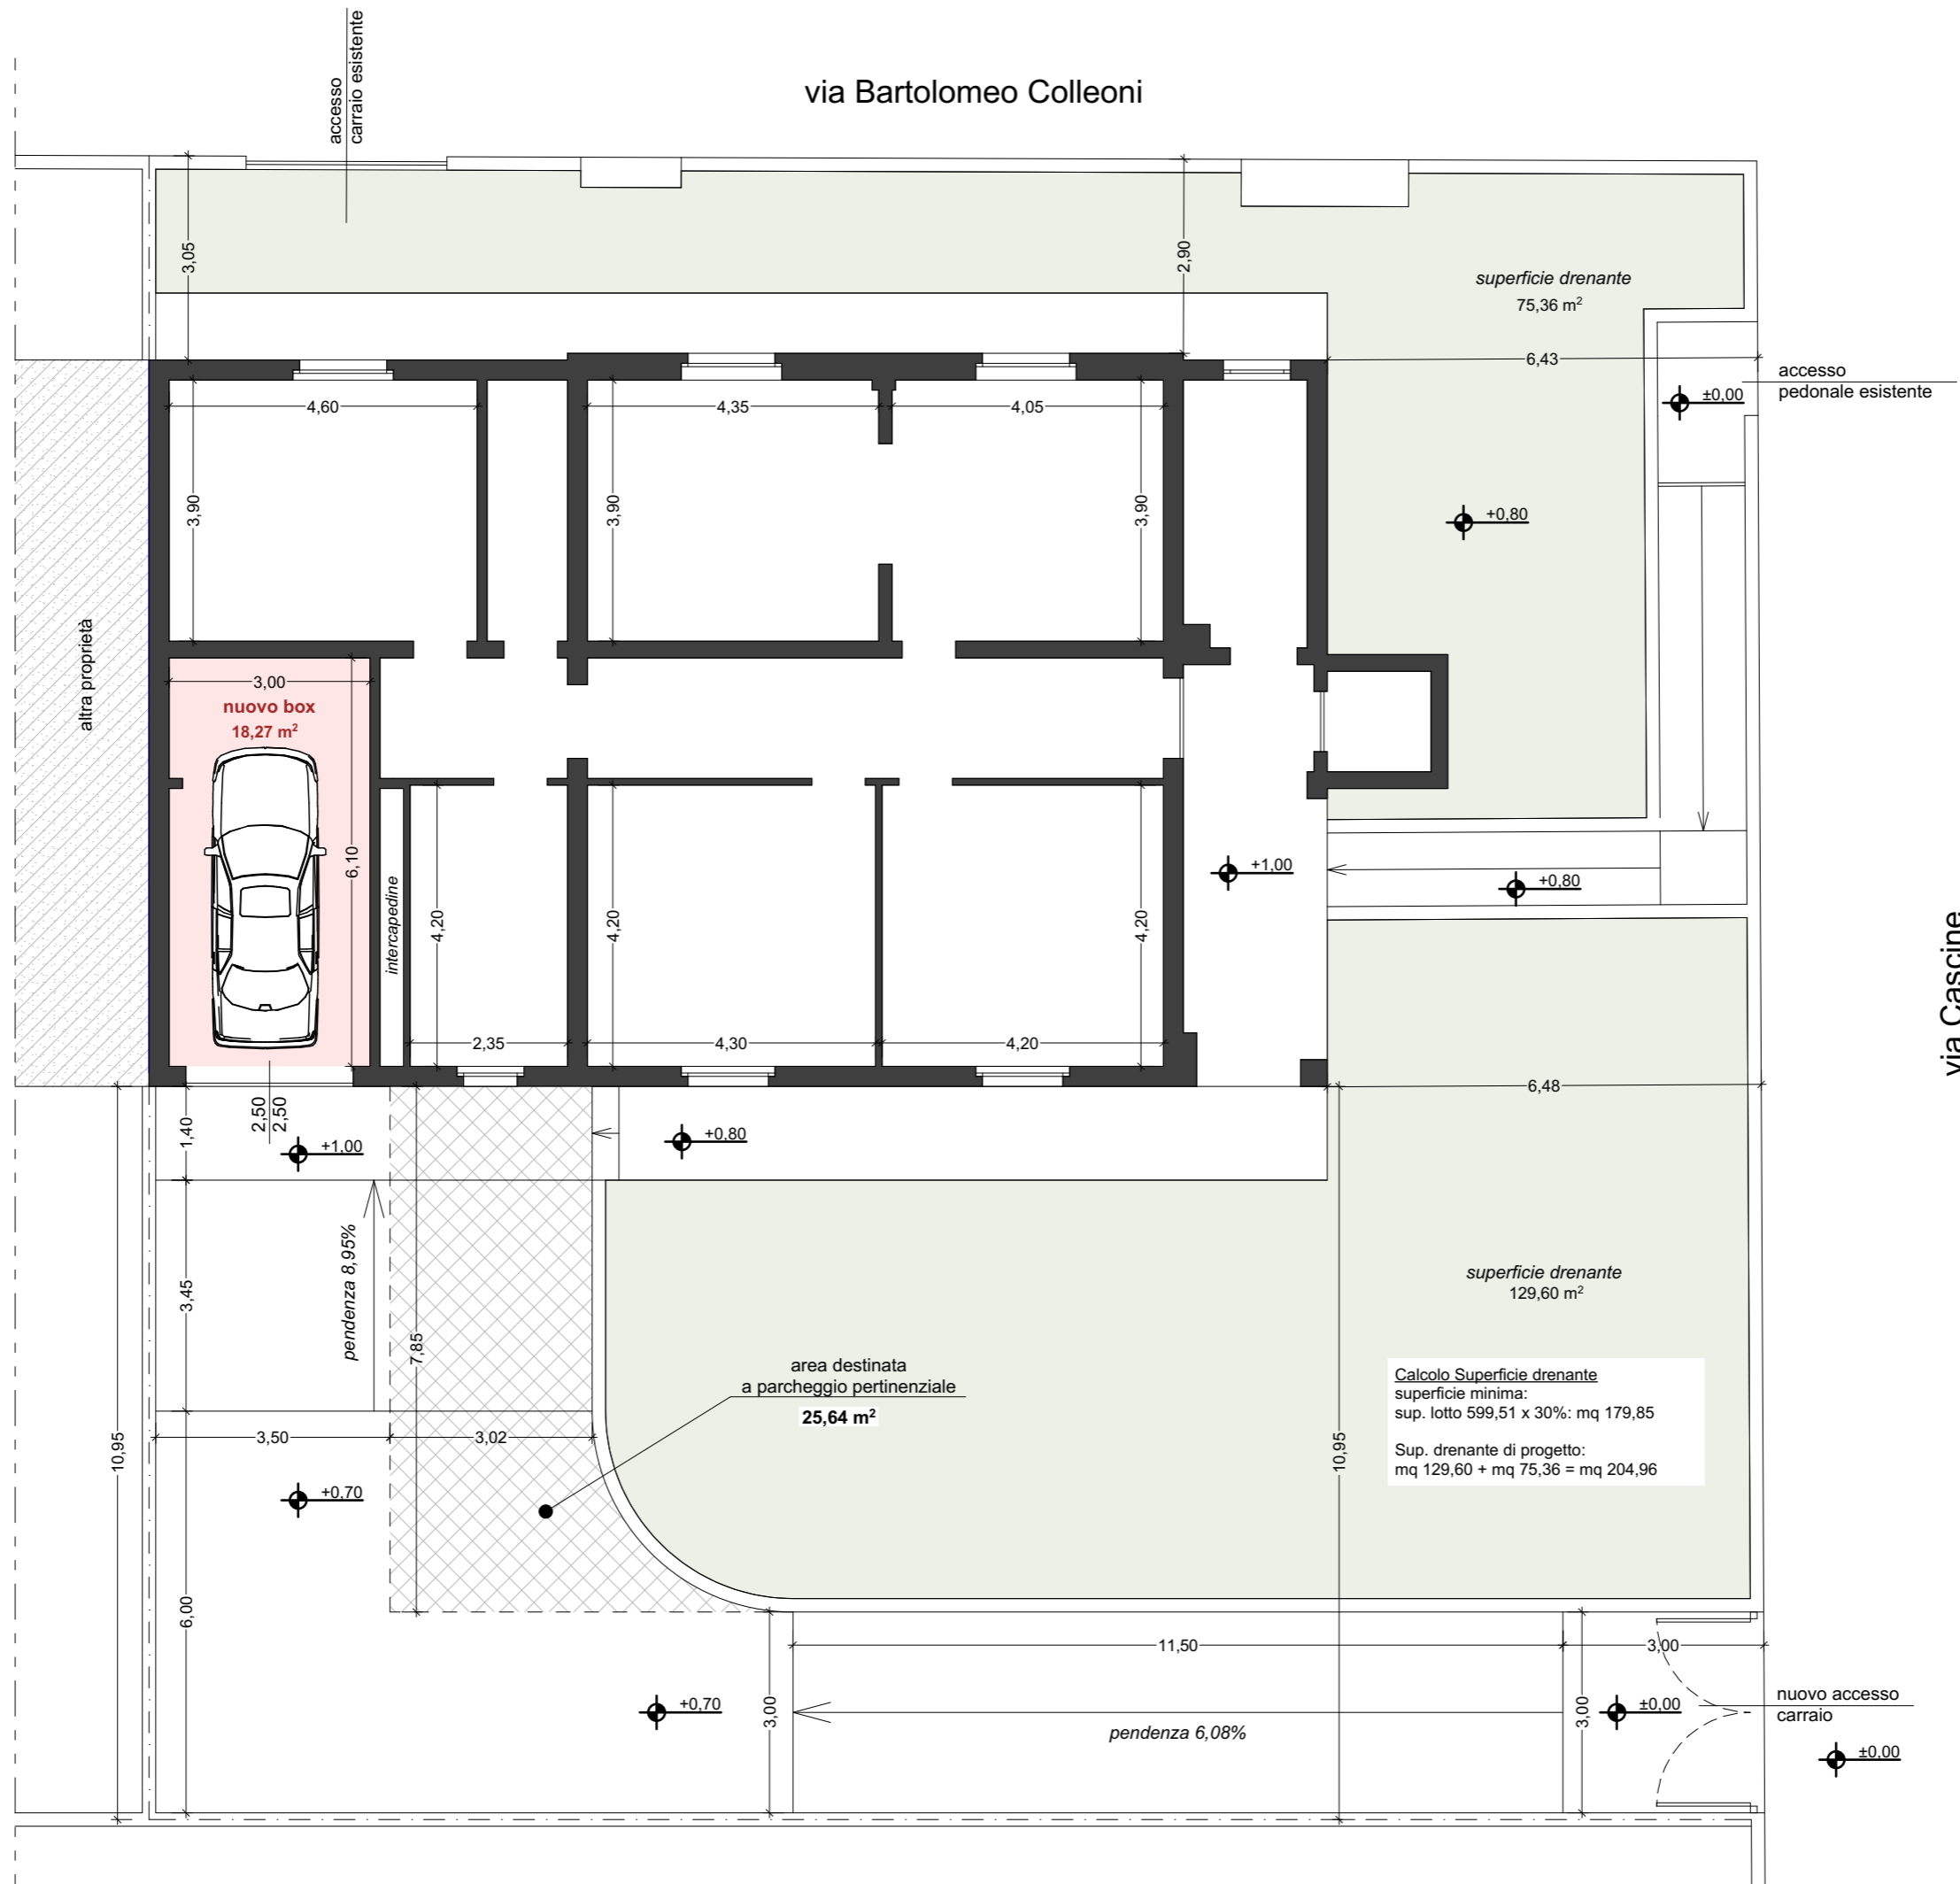 accesso
carraio esistente
via Bartolomeo Colleoni
3,05
2,90
superficie drenante
75,36 m²
6,43
accesso
pedonale esistente
±0,00
4,60
4,35
4,05
3,90
3,90
3,90
+0,80
altra proprietà
3,00
nuovo box
18,27 m²
6,10
intercapedine
4,20
4,20
4,20
+1,00
+0,80
via Cascine
2,35
4,30
4,20
6,48
1,40
2,50
2,50
+1,00
+0,80
pendenza 8,95%
3,45
7,85
superficie drenante
129,60 m²
area destinata
a parcheggio pertinenziale
25,64 m²
Calcolo Superficie drenante
superficie minima:
sup. lotto 599,51 x 30%: mq 179,85
Sup. drenante di progetto:
mq 129,60 + mq 75,36 = mq 204,96
3,50
3,02
10,95
10,95
+0,70
6,00
11,50
3,00
+0,70
3,00
pendenza 6,08%
3,00
±0,00
nuovo accesso
carraio
±0,00